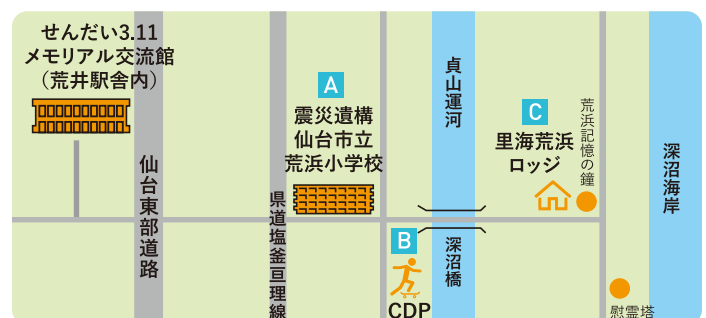 せんだい3.11
メモリアル交流館
（荒井駅舎内）
仙台東部道路
県道塩釜亘理線
A
震災遺構
仙台市立
荒浜小学校
B
CDP
貞山運河
深沼橋
C
里海荒浜
ロッジ
荒浜記憶の鐘
慰霊塔
深沼海岸